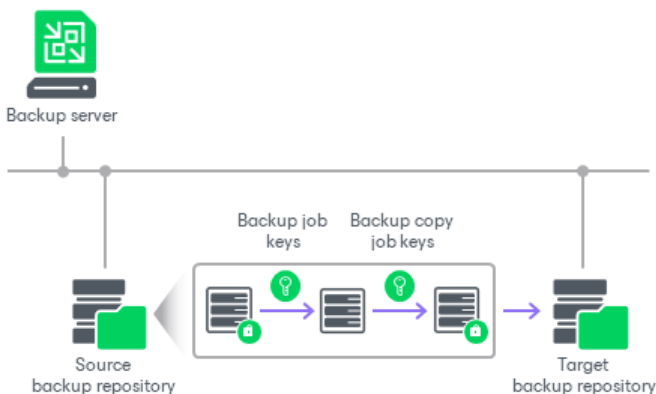 Backup server
Backup job
keys
Backup copy
job keys
Source
backup repository
Target
backup repository